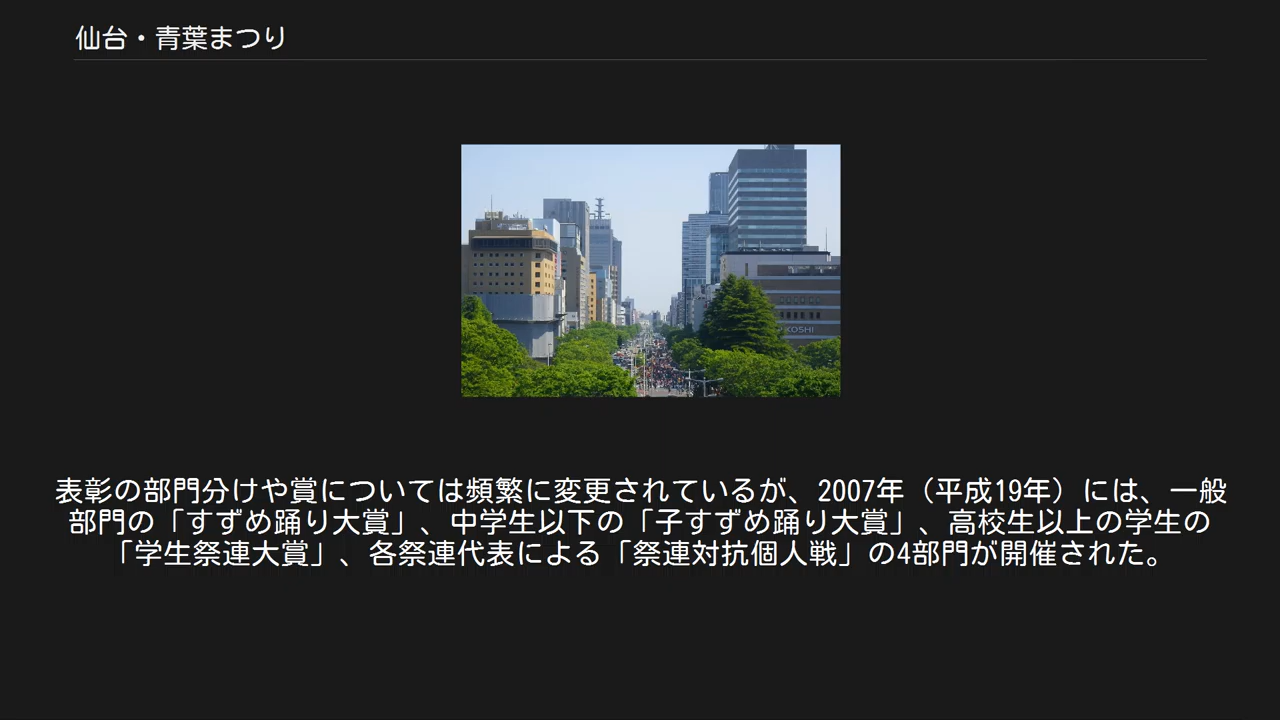 仙台・青葉まつり
KOSHI
表彰の部門分けや賞については頻繁に変更されているが、2007年（平成19年）には、一般
部門の「すずめ踊り大賞」、中学生以下の「子すずめ踊り大賞」、高校生以上の学生の
「学生祭連大賞」、各祭連代表による「祭連対抗個人戦」の4部門が開催された。